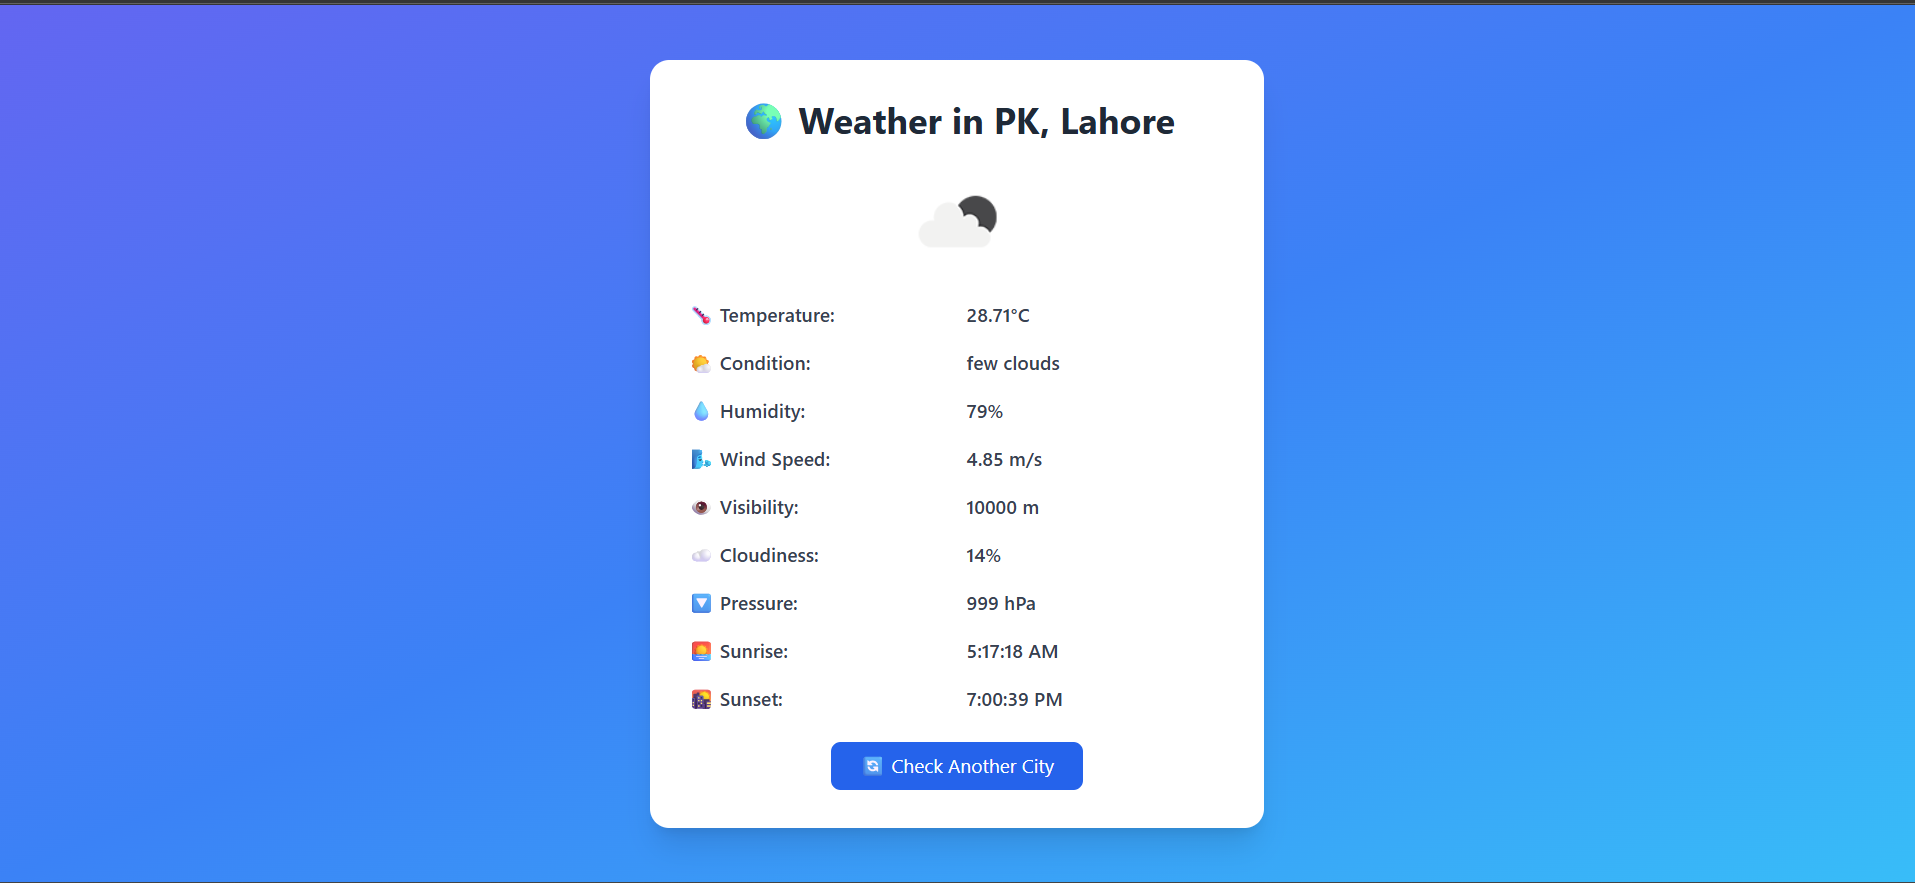 Weather in PK, Lahore
Temperature: 28.71°C
Condition: few clouds
Humidity: 79%
Wind Speed: 4.85 m/s
Visibility: 10000 m
Cloudiness: 14%
Pressure: 999 hPa
Sunrise: 5:17:18 AM
Sunset: 7:00:39 PM
Check Another City